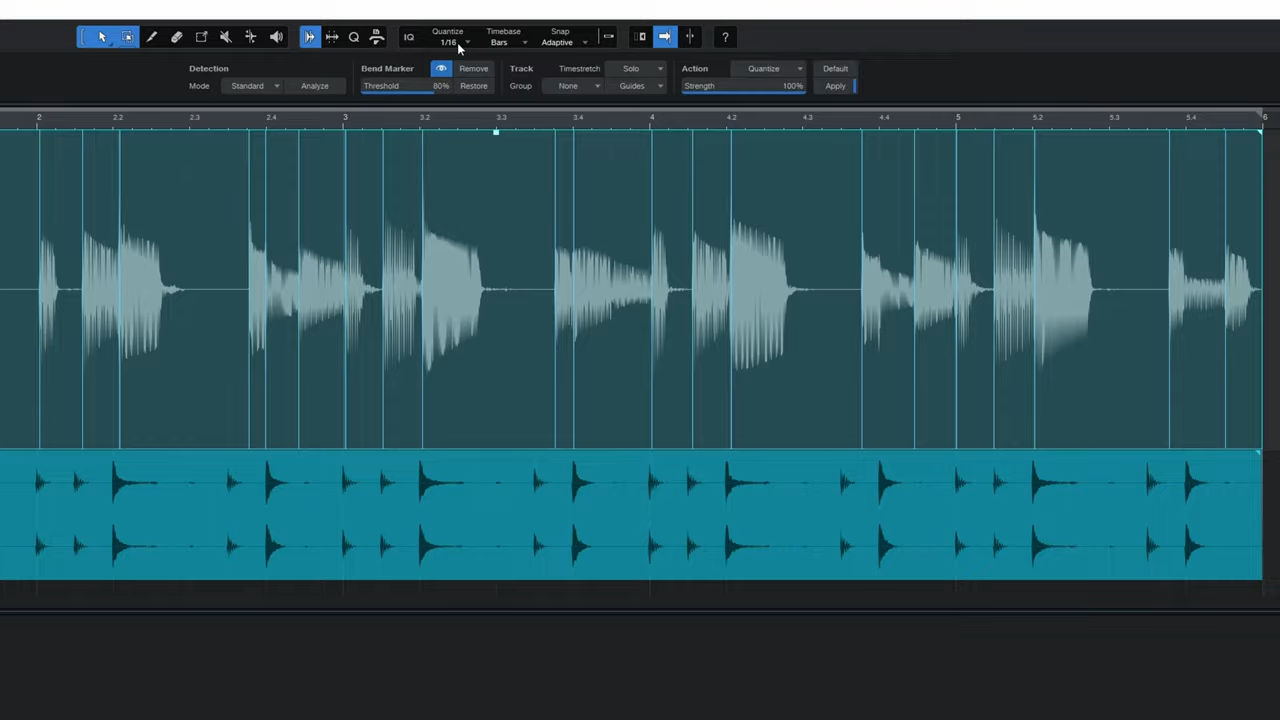 IQ Quantize Timebase Snap
1/16 Bars Adaptive
Q
?
Detection Bend Marker Remove Track Timestretch Solo Action Quantize Default
Mode Standard Analyze Threshold 80% Restore Group None Guides Strength 100% Apply
2 2.2 2.3 2.4 3 3.2 3.3 3.4 4 4.2 4.3 4.4 5 5.2 5.3 5.4 6